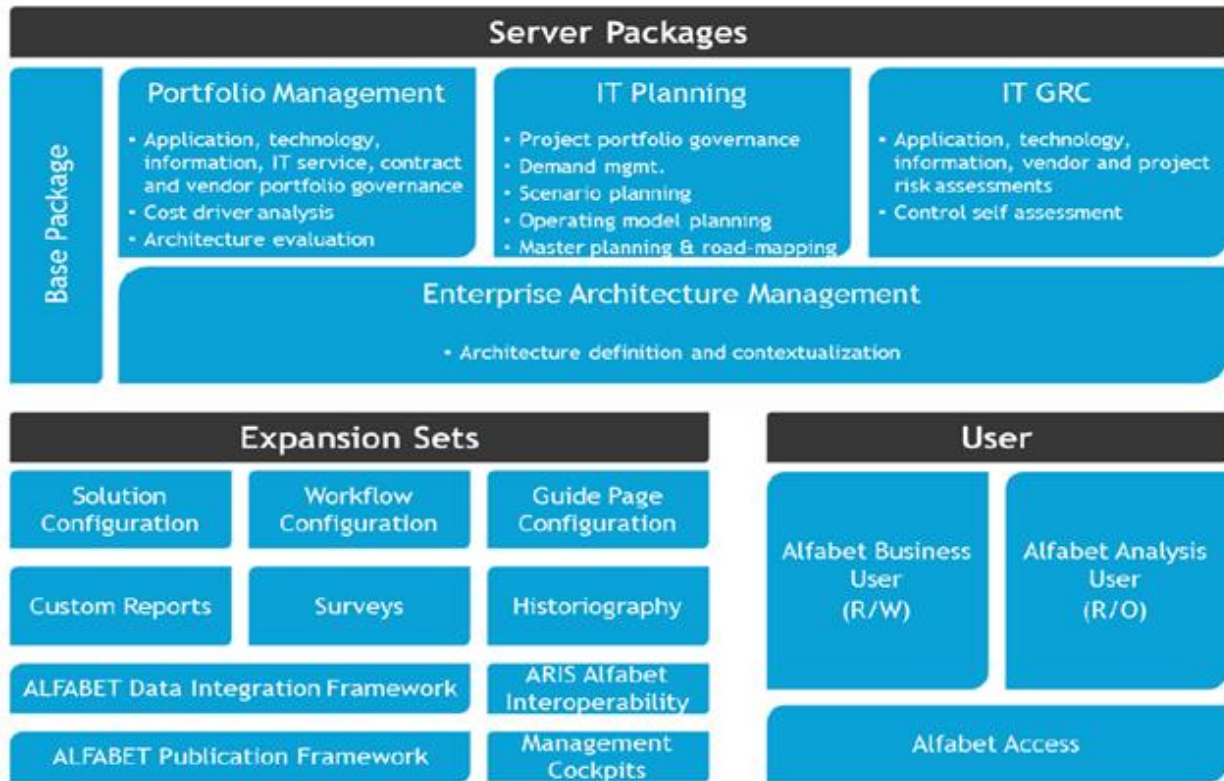 Server Packages
Base Package
Portfolio Management
• Application, technology,
information, IT service, contract
and vendor portfolio governance
• Cost driver analysis
• Architecture evaluation
IT Planning
• Project portfolio governance
• Demand mgmt.
• Scenario planning
• Operating model planning
• Master planning & road-mapping
IT GRC
• Application, technology,
information, vendor and project
risk assessments
• Control self assessment
Enterprise Architecture Management
• Architecture definition and contextualization
Expansion Sets
Solution
Configuration
Workflow
Configuration
Guide Page
Configuration
Custom Reports
Surveys
Historiography
ALFABET Data Integration Framework
ARIS Alfabet
Interoperability
ALFABET Publication Framework
Management
Cockpits
User
Alfabet Business
User
(R/W)
Alfabet Analysis
User
(R/O)
Alfabet Access